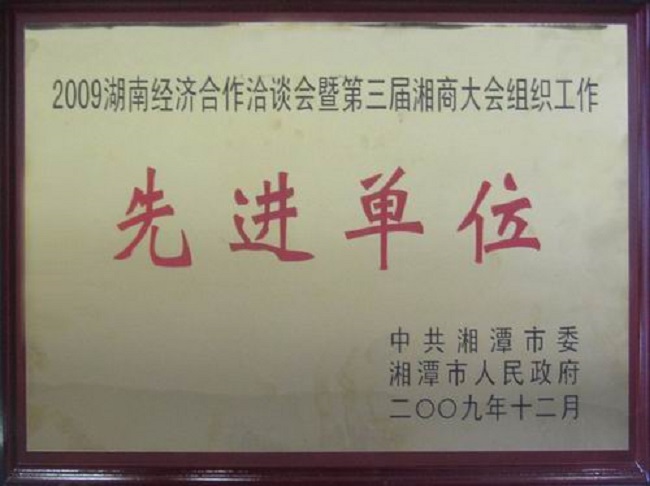 2009湖南经济合作洽谈会暨第三届湘商大会组织工作
先进单位
中共湘潭市委
湘潭市人民政府
二〇〇九年十二月